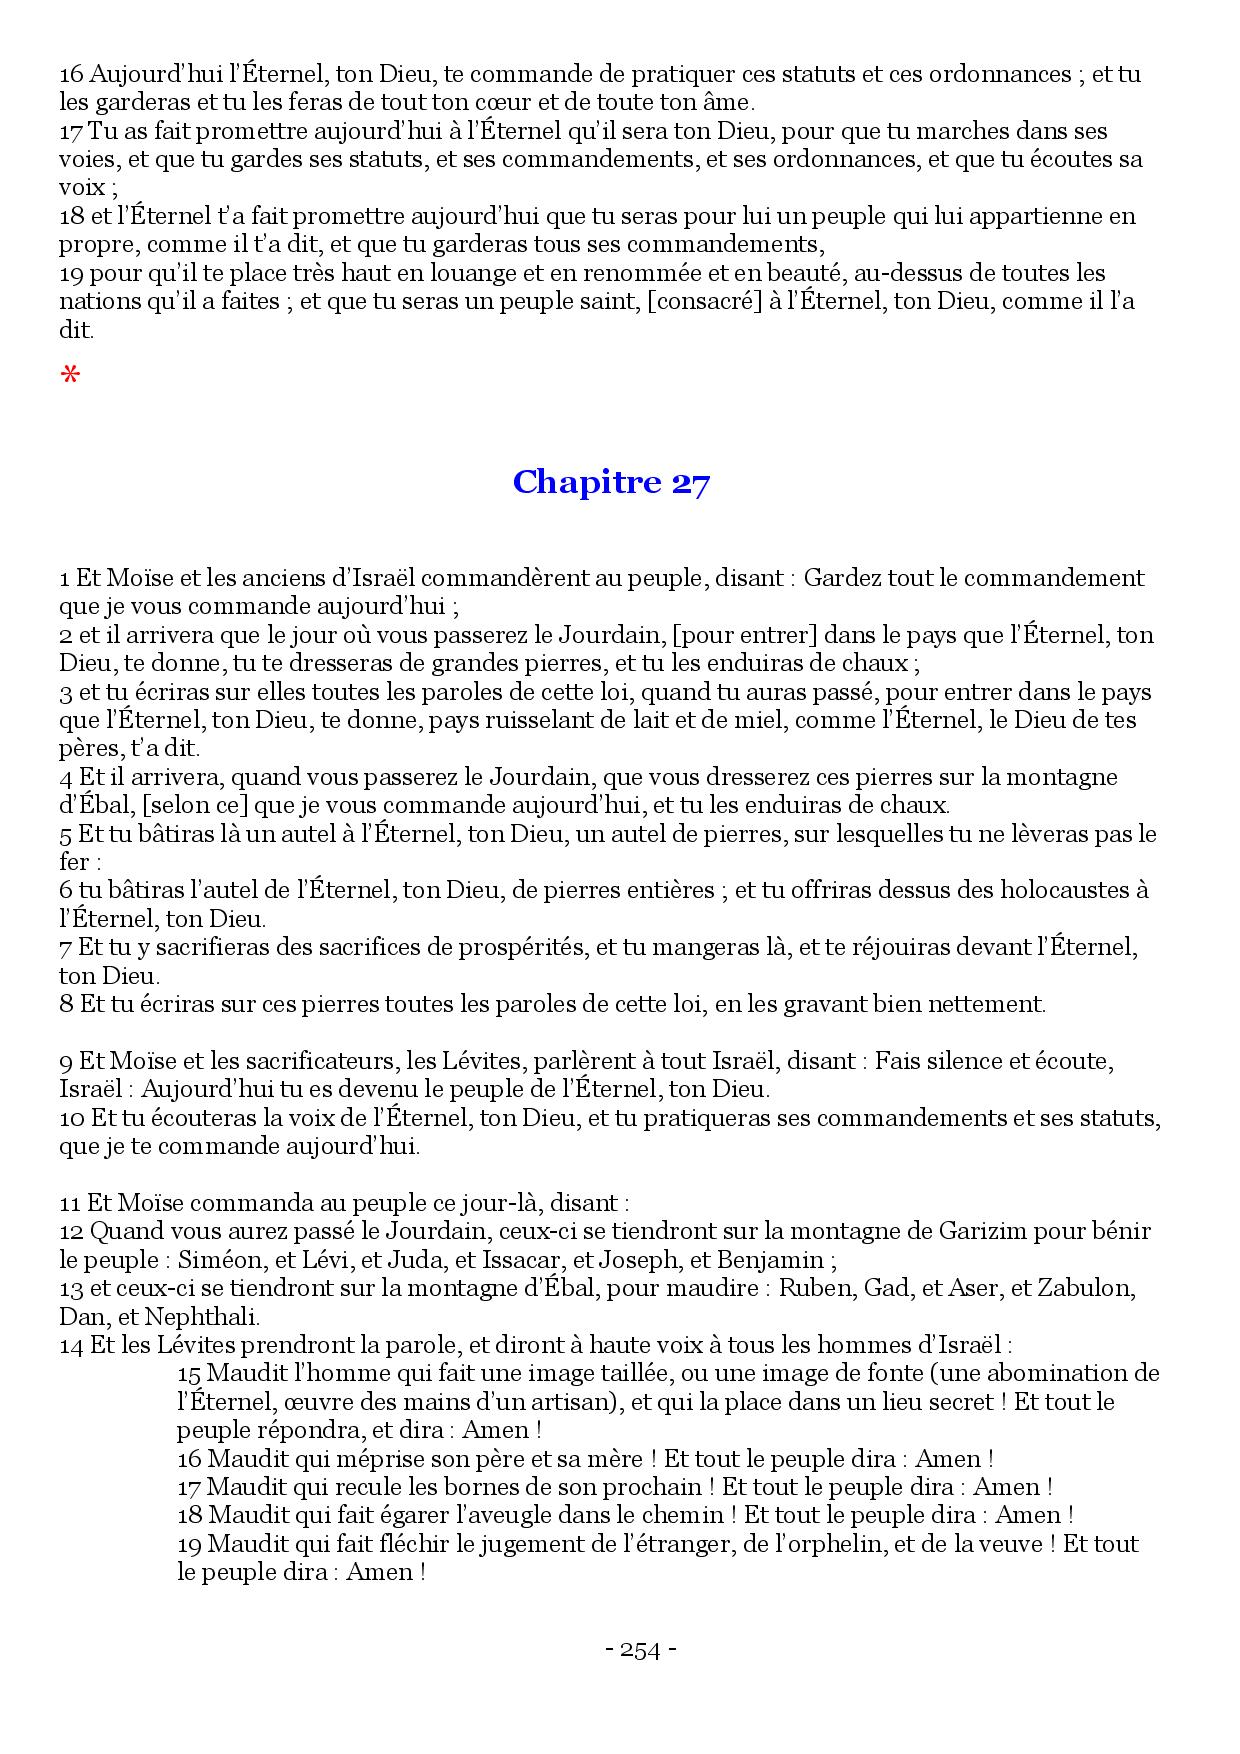 16 Aujourd’hui l’Éternel, ton Dieu, te commande de pratiquer ces statuts et ces ordonnances ; et tu
les garderas et tu les feras de tout ton cœur et de toute ton âme.
17 Tu as fait promettre aujourd’hui à l’Éternel qu’il sera ton Dieu, pour que tu marches dans ses
voies, et que tu gardes ses statuts, et ses commandements, et ses ordonnances, et que tu écoutes sa
voix ;
18 et l’Éternel t’a fait promettre aujourd’hui que tu seras pour lui un peuple qui lui appartienne en
propre, comme il t’a dit, et que tu garderas tous ses commandements,
19 pour qu’il te place très haut en louange et en renommée et en beauté, au-dessus de toutes les
nations qu’il a faites ; et que tu seras un peuple saint, [consacré] à l’Éternel, ton Dieu, comme il l’a
dit.
*
Chapitre 27
1 Et Moïse et les anciens d’Israël commandèrent au peuple, disant : Gardez tout le commandement
que je vous commande aujourd’hui ;
2 et il arrivera que le jour où vous passerez le Jourdain, [pour entrer] dans le pays que l’Éternel, ton
Dieu, te donne, tu te dresseras de grandes pierres, et tu les enduiras de chaux ;
3 et tu écriras sur elles toutes les paroles de cette loi, quand tu auras passé, pour entrer dans le pays
que l’Éternel, ton Dieu, te donne, pays ruisselant de lait et de miel, comme l’Éternel, le Dieu de tes
pères, t’a dit.
4 Et il arrivera, quand vous passerez le Jourdain, que vous dresserez ces pierres sur la montagne
d’Ébal, [selon ce] que je vous commande aujourd’hui, et tu les enduiras de chaux.
5 Et tu bâtiras là un autel à l’Éternel, ton Dieu, un autel de pierres, sur lesquelles tu ne lèveras pas le
fer :
6 tu bâtiras l’autel de l’Éternel, ton Dieu, de pierres entières ; et tu offriras dessus des holocaustes à
l’Éternel, ton Dieu.
7 Et tu y sacrifieras des sacrifices de prospérités, et tu mangeras là, et te réjouiras devant l’Éternel,
ton Dieu.
8 Et tu écriras sur ces pierres toutes les paroles de cette loi, en les gravant bien nettement.
9 Et Moïse et les sacrificateurs, les Lévites, parlèrent à tout Israël, disant : Fais silence et écoute,
Israël : Aujourd’hui tu es devenu le peuple de l’Éternel, ton Dieu.
10 Et tu écouteras la voix de l’Éternel, ton Dieu, et tu pratiqueras ses commandements et ses statuts,
que je te commande aujourd’hui.
11 Et Moïse commanda au peuple ce jour-là, disant :
12 Quand vous aurez passé le Jourdain, ceux-ci se tiendront sur la montagne de Garizim pour bénir
le peuple : Siméon, et Lévi, et Juda, et Issacar, et Joseph, et Benjamin ;
13 et ceux-ci se tiendront sur la montagne d’Ébal, pour maudire : Ruben, Gad, et Aser, et Zabulon,
Dan, et Nephthali.
14 Et les Lévites prendront la parole, et diront à haute voix à tous les hommes d’Israël :
15 Maudit l’homme qui fait une image taillée, ou une image de fonte (une abomination de
l’Éternel, œuvre des mains d’un artisan), et qui la place dans un lieu secret ! Et tout le
peuple répondra, et dira : Amen !
16 Maudit qui méprise son père et sa mère ! Et tout le peuple dira : Amen !
17 Maudit qui recule les bornes de son prochain ! Et tout le peuple dira : Amen !
18 Maudit qui fait égarer l’aveugle dans le chemin ! Et tout le peuple dira : Amen !
19 Maudit qui fait fléchir le jugement de l’étranger, de l’orphelin, et de la veuve ! Et tout
le peuple dira : Amen !
- 254 -